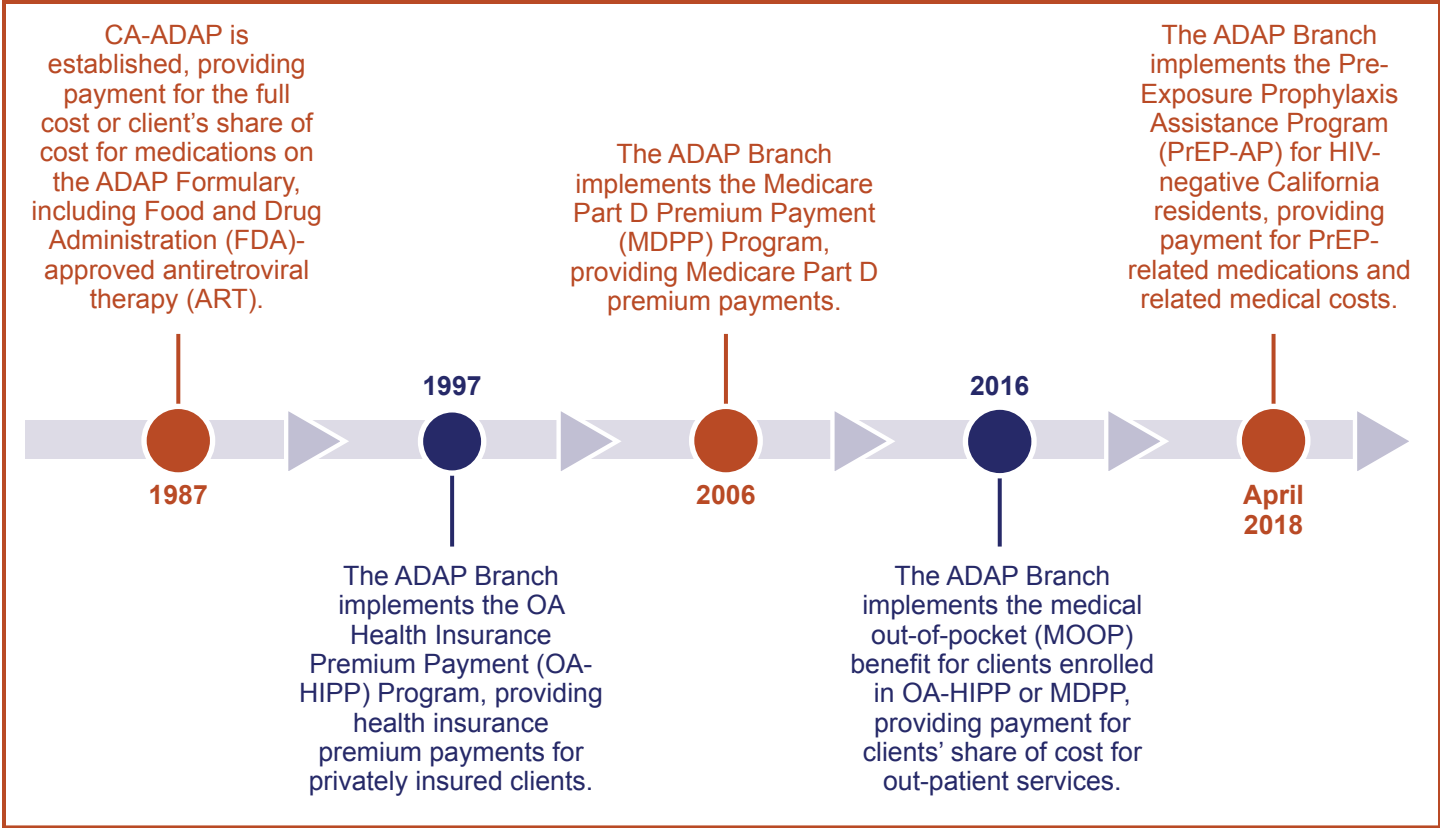 CA-ADAP is
established, providing
payment for the full
cost or client's share of
cost for medications on
the ADAP Formulary,
including Food and Drug
Administration (FDA)-
approved antiretroviral
therapy (ART).
1987
1997
The ADAP Branch
implements the OA
Health Insurance
Premium Payment (OA-
HIPP) Program, providing
health insurance
premium payments for
privately insured clients.
The ADAP Branch
implements the Medicare
Part D Premium Payment
(MDPP) Program,
providing Medicare Part D
premium payments.
2006
2016
The ADAP Branch
implements the medical
out-of-pocket (MOOP)
benefit for clients enrolled
in OA-HIPP or MDPP,
providing payment for
clients' share of cost for
out-patient services.
The ADAP Branch
implements the Pre-
Exposure Prophylaxis
Assistance Program
(PrEP-AP) for HIV-
negative California
residents, providing
payment for PrEP-
related medications and
related medical costs.
April
2018